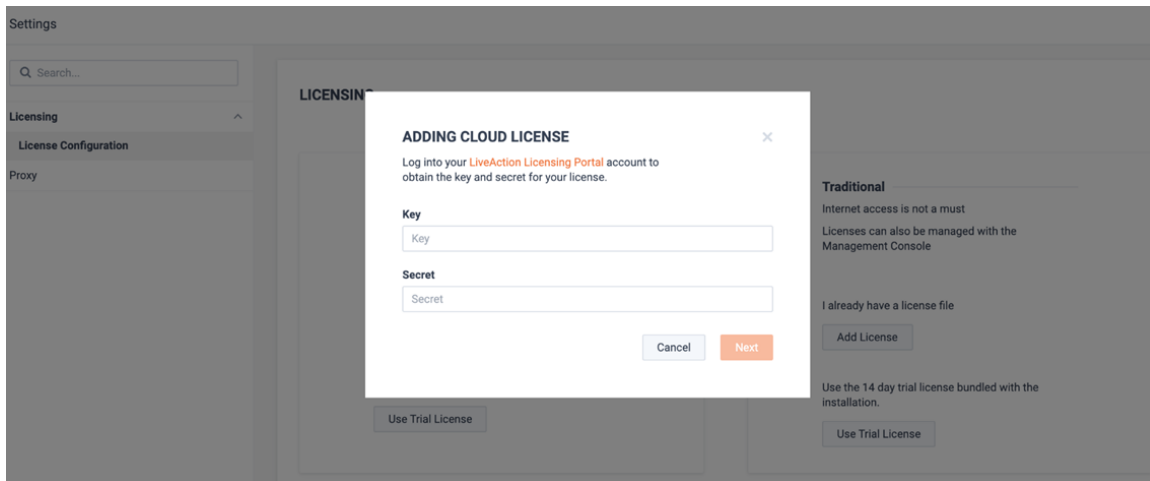 Settings
Search...
Licensing
License Configuration
Proxy
LICENSIN
ADDING CLOUD LICENSE
Log into your LiveAction Licensing Portal account to
obtain the key and secret for your license.
Key
Key
Secret
Secret
Cancel
Next
Use Trial License
Traditional
Internet access is not a must
Licenses can also be managed with the
Management Console
I already have a license file
Add License
Use the 14 day trial license bundled with the
installation.
Use Trial License